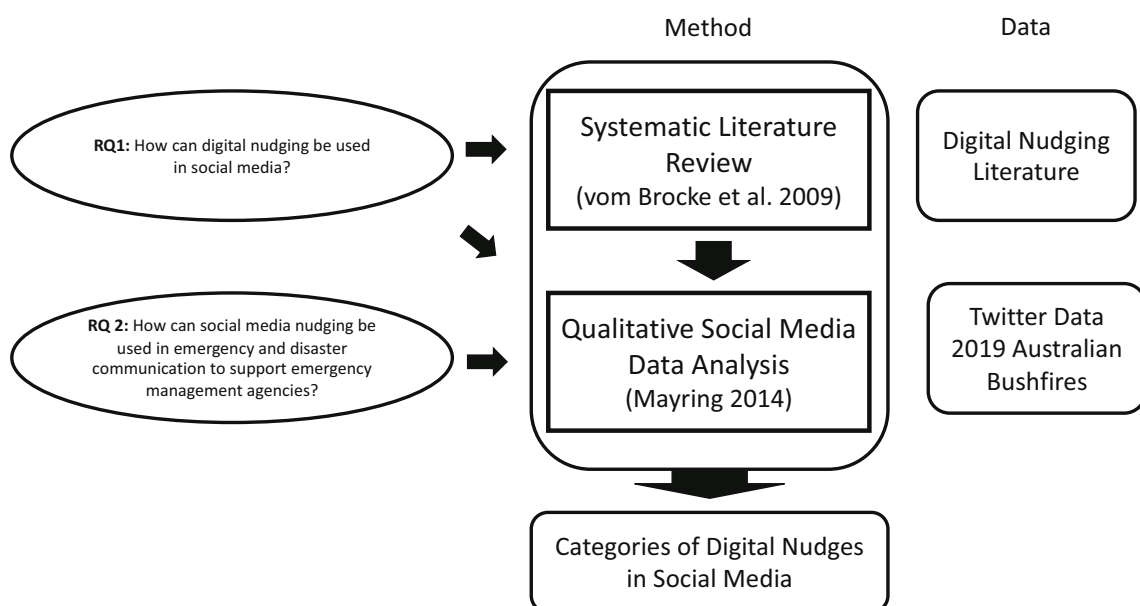 Method
Data
RQ1: How can digital nudging be used
in social media?
Systematic Literature
Review
(vom Brocke et al. 2009)
Digital Nudging
Literature
RQ 2: How can social media nudging be
used in emergency and disaster
communication to support emergency
management agencies?
Qualitative Social Media
Data Analysis
(Mayring 2014)
Twitter Data
2019 Australian
Bushfires
Categories of Digital Nudges
in Social Media